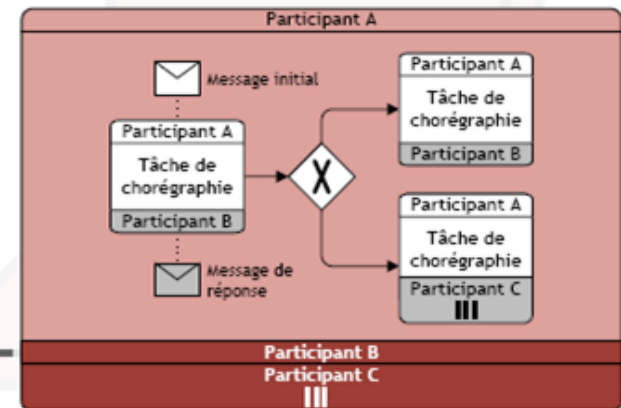 Participant A
Message initial
Participant A
Tâche de
chorégraphie
Participant B
Message de
réponse
X
Participant A
Tâche de
chorégraphie
Participant B
Participant A
Tâche de
chorégraphie
Participant C
Participant B
Participant C